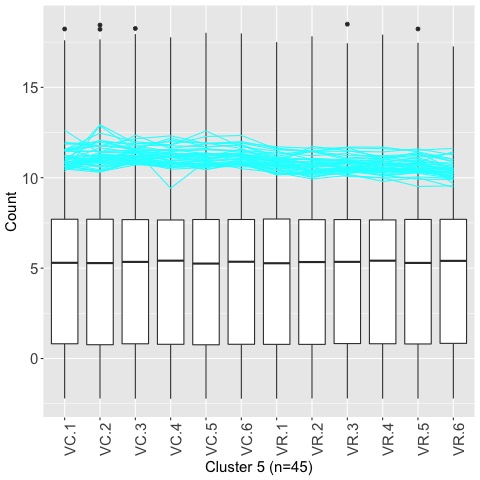 Count
15
10
5
0
VC.1
VC.2
VC.3
VC.4
VC.5
VC.6
VR.1
VR.2
VR.3
VR.4
VR.5
VR.6
Cluster 5 (n=45)